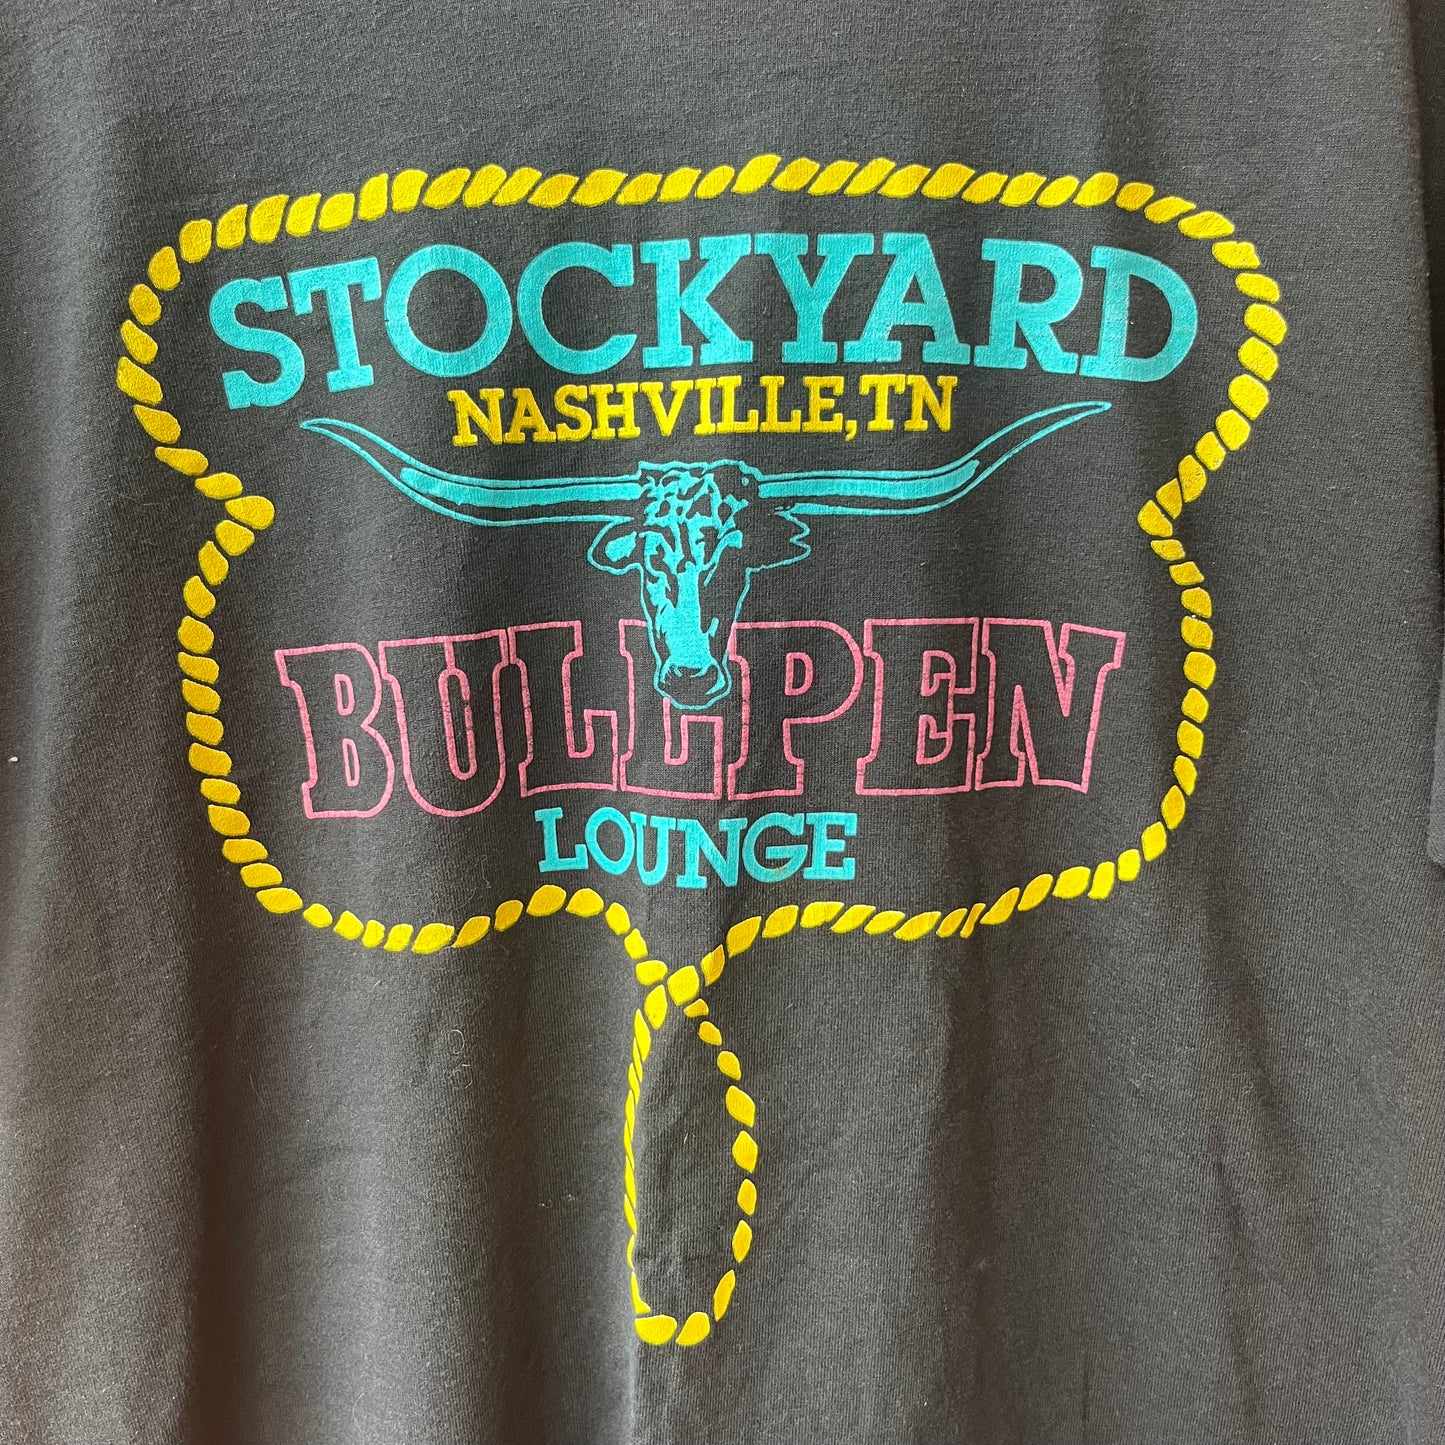 STOCKYARD
NASHVILLE, TN
BULLPEN
LOUNGE